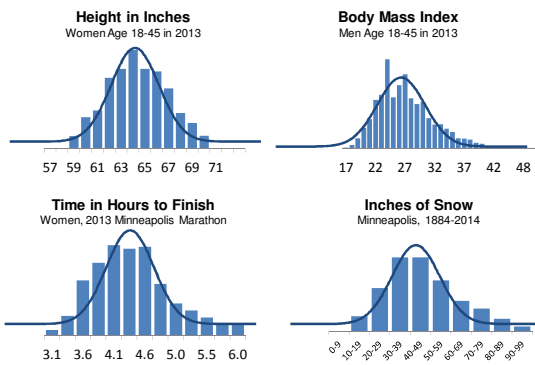 Height in Inches
Women Age 18-45 in 2013
57 59 61 63 65 67 69 71
Body Mass Index
Men Age 18-45 in 2013
17 22 27 32 37 42 48
Time in Hours to Finish
Women, 2013 Minneapolis Marathon
3.1 3.6 4.1 4.6 5.0 5.5 6.0
Inches of Snow
Minneapolis, 1884-2014
0-9 10-19 20-29 30-39 40-49 50-59 60-69 70-79 80-89 90-99